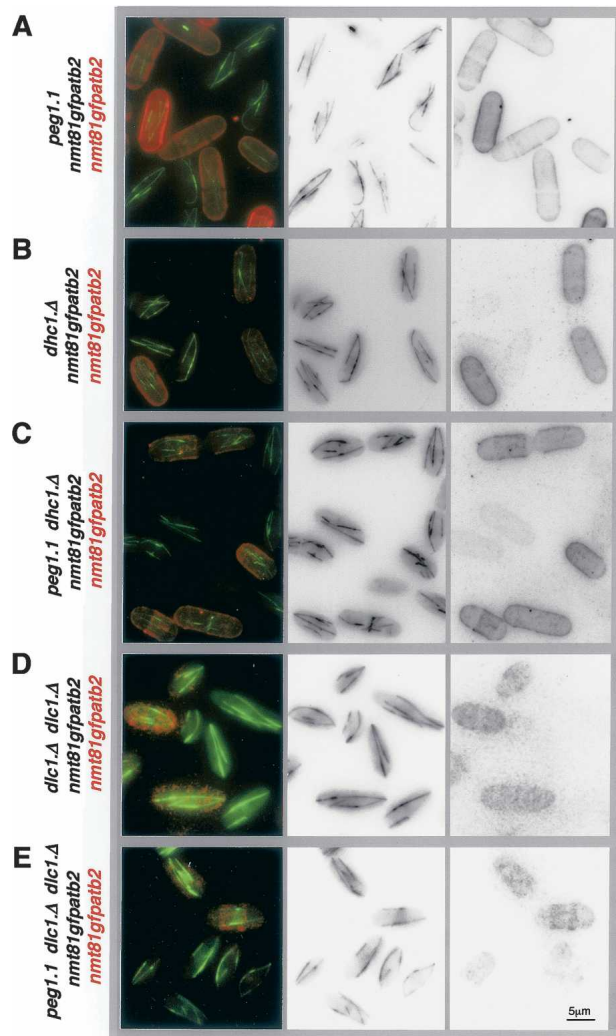 A
peg1.1
nmt81gfpatb2
nmt81gfpatb2
B
dhc1.Δ
nmt81gfpatb2
nmt81gfpatb2
C
peg1.1 dhc1.Δ
nmt81gfpatb2
nmt81gfpatb2
D
dlc1.Δ dlc1.Δ
nmt81gfpatb2
nmt81gfpatb2
E
peg1.1 dlc1.Δ dlc1.Δ
nmt81gfpatb2
nmt81gfpatb2
5μm